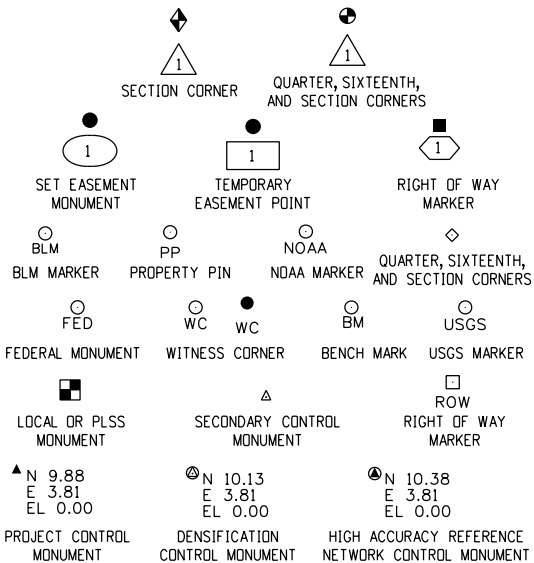 1
1
SECTION CORNER
QUARTER, SIXTEENTH,
AND SECTION CORNERS
1
1
1
SET EASEMENT
MONUMENT
TEMPORARY
EASEMENT POINT
RIGHT OF WAY
MARKER
BLM
PP
NOAA
BLM MARKER
PROPERTY PIN
NOAA MARKER
QUARTER, SIXTEENTH,
AND SECTION CORNERS
FED
WC
WC
BM
USGS
FEDERAL MONUMENT
WITNESS CORNER
BENCH MARK
USGS MARKER
LOCAL OR PLSS
MONUMENT
SECONDARY CONTROL
MONUMENT
ROW
RIGHT OF WAY
MARKER
N 9.88
E 3.81
EL 0.00
N 10.13
E 3.81
EL 0.00
N 10.38
E 3.81
EL 0.00
PROJECT CONTROL
MONUMENT
DENSIFICATION
CONTROL MONUMENT
HIGH ACCURACY REFERENCE
NETWORK CONTROL MONUMENT